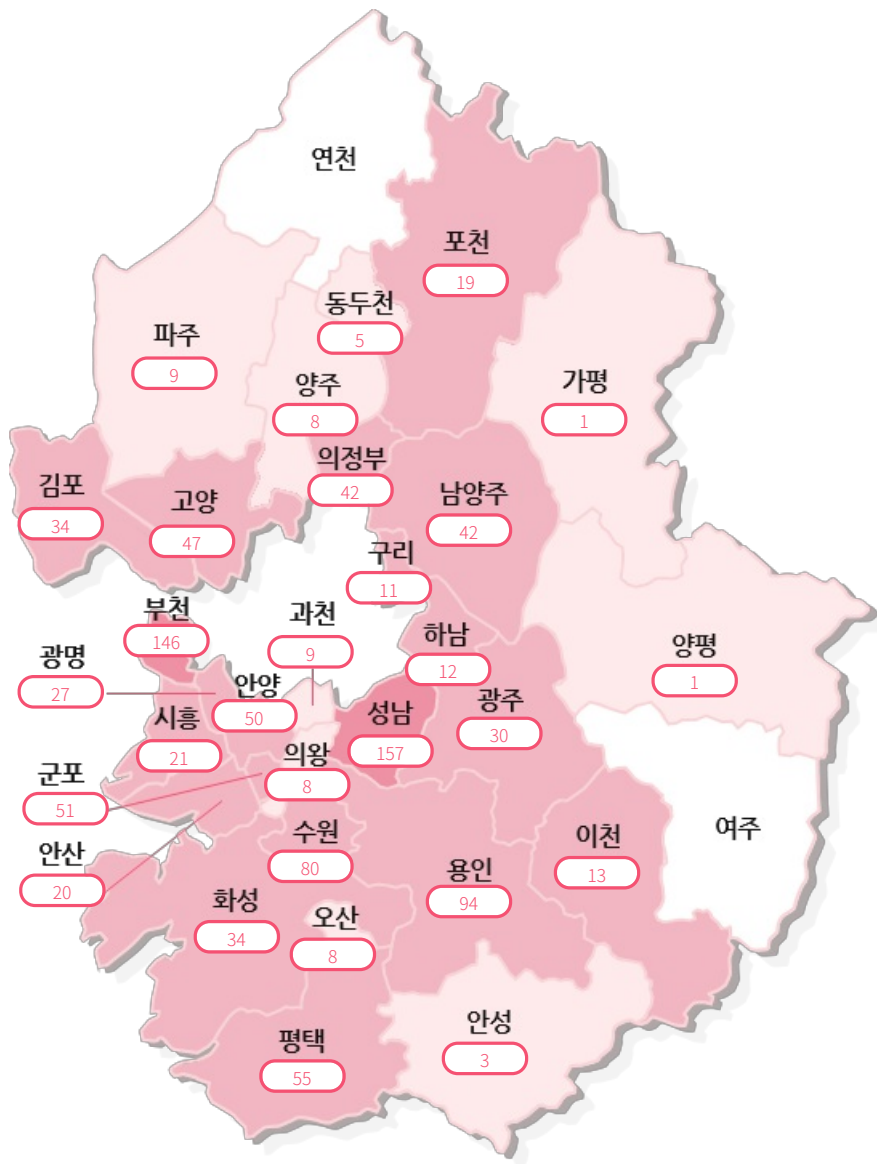 연천
포천
19
동두천
5
파주
9
양주
8
가평
1
의정부
42
김포
34
고양
47
남양주
42
구리
11
부천
146
과천
9
하남
12
광명
27
안양
50
양평
1
시흥
21
성남
157
광주
30
의왕
8
군포
51
수원
80
여주
이천
13
안산
20
용인
94
화성
34
오산
8
안성
3
평택
55